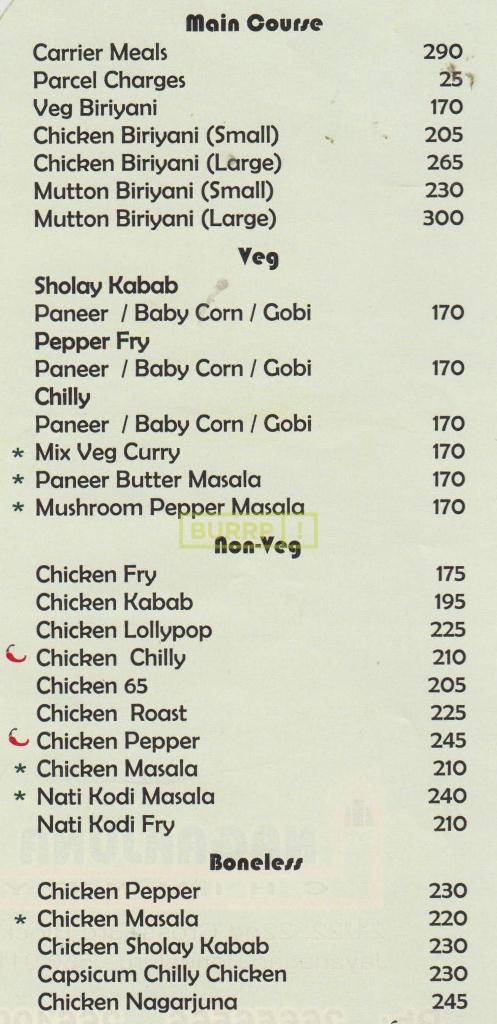 Main Course
Carrier Meals 290
Parcel Charges 25
Veg Biriyani 170
Chicken Biriyani (Small) 205
Chicken Biriyani (Large) 265
Mutton Biriyani (Small) 230
Mutton Biriyani (Large) 300
Veg
Sholay Kabab
Paneer / Baby Corn / Gobi 170
Pepper Fry
Paneer / Baby Corn / Gobi 170
Chilly
Paneer / Baby Corn / Gobi 170
* Mix Veg Curry 170
* Paneer Butter Masala 170
* Mushroom Pepper Masala 170
BURRP!
Non-Veg
Chicken Fry 175
Chicken Kabab 195
Chicken Lollypop 225
Chicken Chilly 210
Chicken 65 205
Chicken Roast 225
Chicken Pepper 245
* Chicken Masala 210
* Nati Kodi Masala 240
Nati Kodi Fry 210
Boneless
Chicken Pepper 230
* Chicken Masala 220
Chicken Sholay Kabab 230
Capsicum Chilly Chicken 230
Chicken Nagarjuna 245